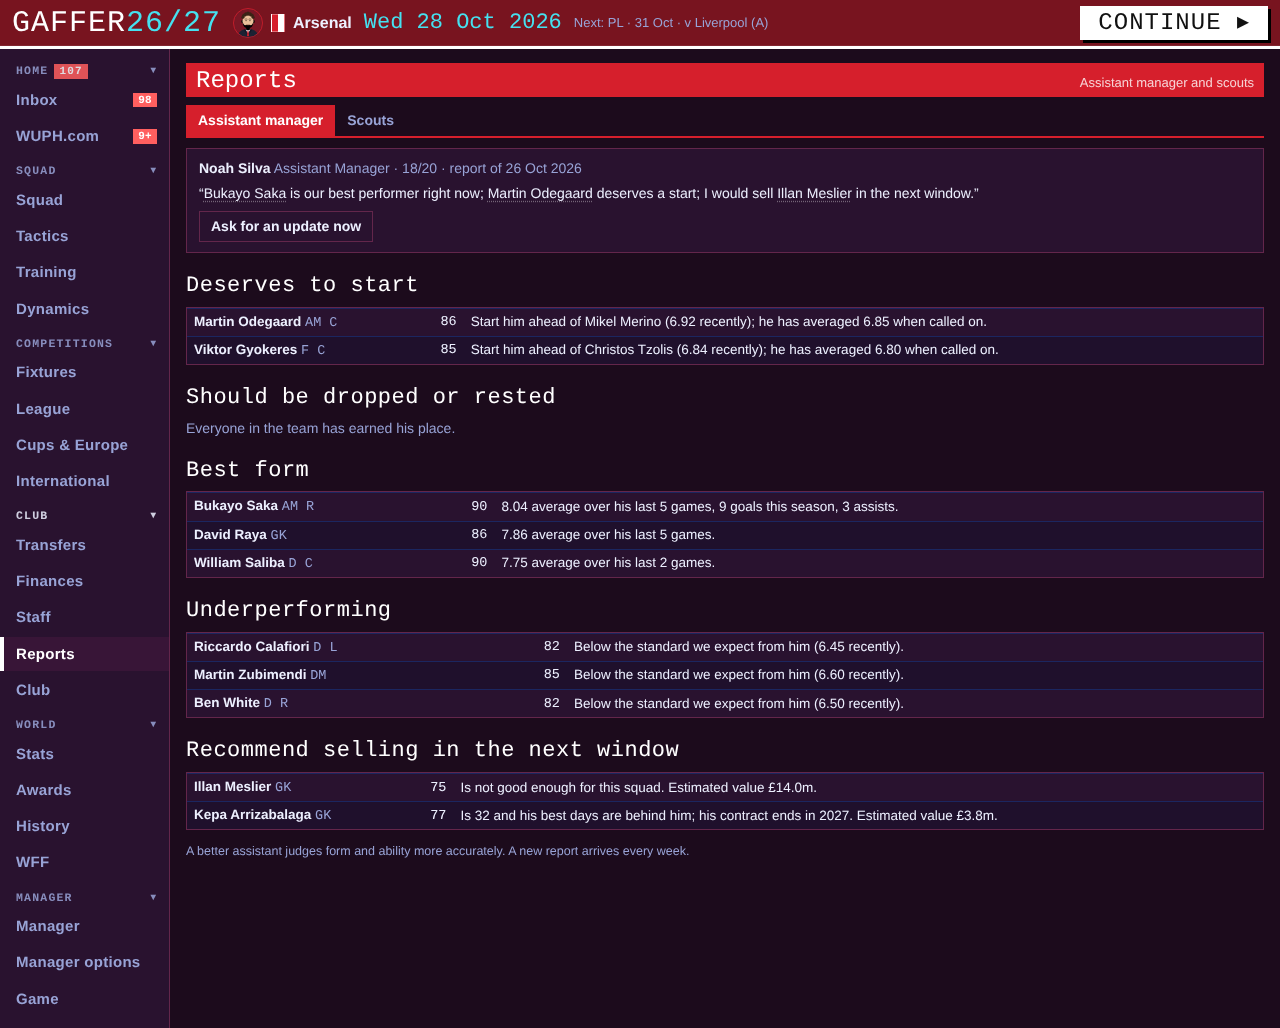 GAFFER26/27 Arsenal Wed 28 Oct 2026 Next: PL · 31 Oct · v Liverpool (A) CONTINUE ►
HOME 107 ▼
Inbox 98
WUPH.com 9+
SQUAD ▼
Squad
Tactics
Training
Dynamics
COMPETITIONS ▼
Fixtures
League
Cups & Europe
International
CLUB ▼
Transfers
Finances
Staff
Reports
Club
WORLD ▼
Stats
Awards
History
WFF
MANAGER ▼
Manager
Manager options
Game
Reports Assistant manager and scouts
Assistant manager Scouts
Noah Silva Assistant Manager · 18/20 · report of 26 Oct 2026
“Bukayo Saka is our best performer right now; Martin Odegaard deserves a start; I would sell Illan Meslier in the next window.”
Ask for an update now
Deserves to start
Martin Odegaard AM C 86 Start him ahead of Mikel Merino (6.92 recently); he has averaged 6.85 when called on.
Viktor Gyokeres F C 85 Start him ahead of Christos Tzolis (6.84 recently); he has averaged 6.80 when called on.
Should be dropped or rested
Everyone in the team has earned his place.
Best form
Bukayo Saka AM R 90 8.04 average over his last 5 games, 9 goals this season, 3 assists.
David Raya GK 86 7.86 average over his last 5 games.
William Saliba D C 90 7.75 average over his last 2 games.
Underperforming
Riccardo Calafiori D L 82 Below the standard we expect from him (6.45 recently).
Martin Zubimendi DM 85 Below the standard we expect from him (6.60 recently).
Ben White D R 82 Below the standard we expect from him (6.50 recently).
Recommend selling in the next window
Illan Meslier GK 75 Is not good enough for this squad. Estimated value £14.0m.
Kepa Arrizabalaga GK 77 Is 32 and his best days are behind him; his contract ends in 2027. Estimated value £3.8m.
A better assistant judges form and ability more accurately. A new report arrives every week.